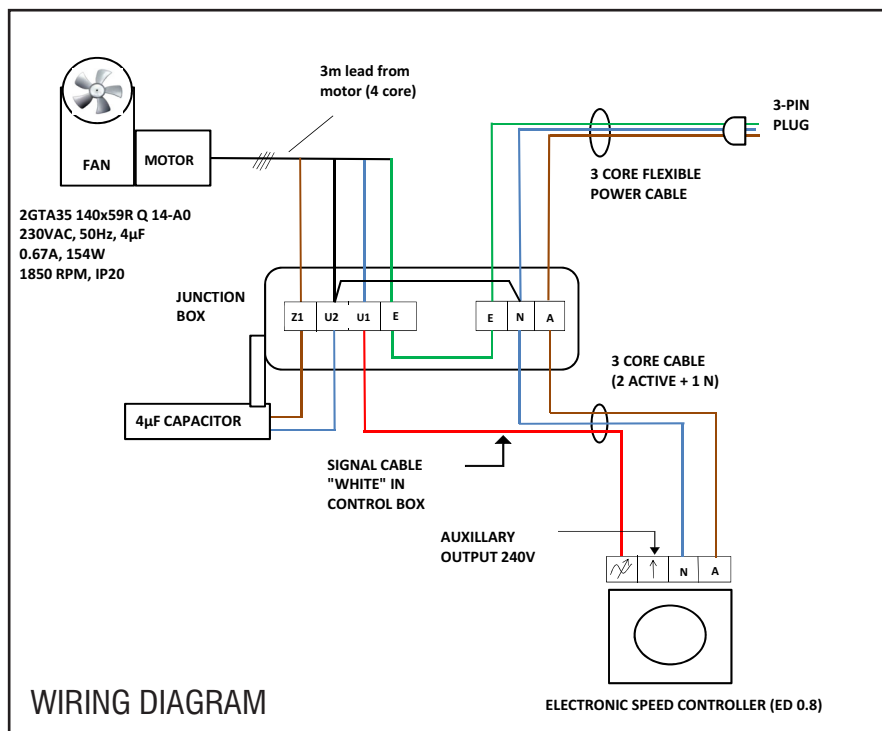 3m lead from
motor (4 core)
3-PIN
PLUG
FAN
MOTOR
3 CORE FLEXIBLE
POWER CABLE
2GTA35 140x59R Q 14-A0
230VAC, 50Hz, 4µF
0.67A, 154W
1850 RPM, IP20
JUNCTION
BOX
Z1
U2
U1
E
E
N
A
3 CORE CABLE
(2 ACTIVE + 1 N)
4µF CAPACITOR
SIGNAL CABLE
"WHITE" IN
CONTROL BOX
AUXILLARY
OUTPUT 240V
N
A
WIRING DIAGRAM
ELECTRONIC SPEED CONTROLLER (ED 0.8)